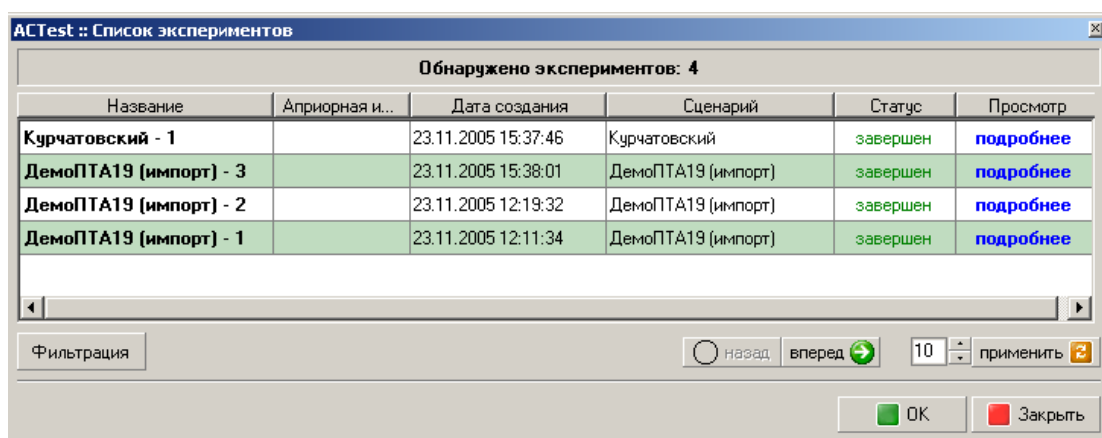 ACTest :: Список экспериментов
Обнаружено экспериментов: 4
Название Априорная и... Дата создания Сценарий Статус Просмотр
Курчатовский - 1 23.11.2005 15:37:46 Курчатовский завершен подробнее
ДемоПТА19 (импорт) - 3 23.11.2005 15:38:01 ДемоПТА19 (импорт) завершен подробнее
ДемоПТА19 (импорт) - 2 23.11.2005 12:19:32 ДемоПТА19 (импорт) завершен подробнее
ДемоПТА19 (импорт) - 1 23.11.2005 12:11:34 ДемоПТА19 (импорт) завершен подробнее
Фильтрация назад вперед 10 применить
OK Закрыть